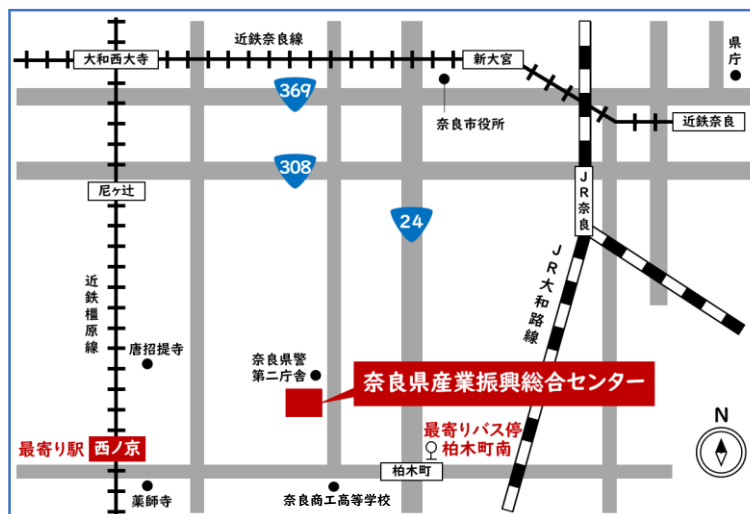 近鉄奈良線
大和西大寺
新大宮
県庁
369
奈良市役所
近鉄奈良
308
尼ヶ辻
JR奈良
24
近鉄橿原線
JR大和路線
唐招提寺
奈良県警
第二庁舎
奈良県産業振興総合センター
最寄り駅 西ノ京
最寄りバス停
柏木町南
N
柏木町
薬師寺
奈良商工高等学校